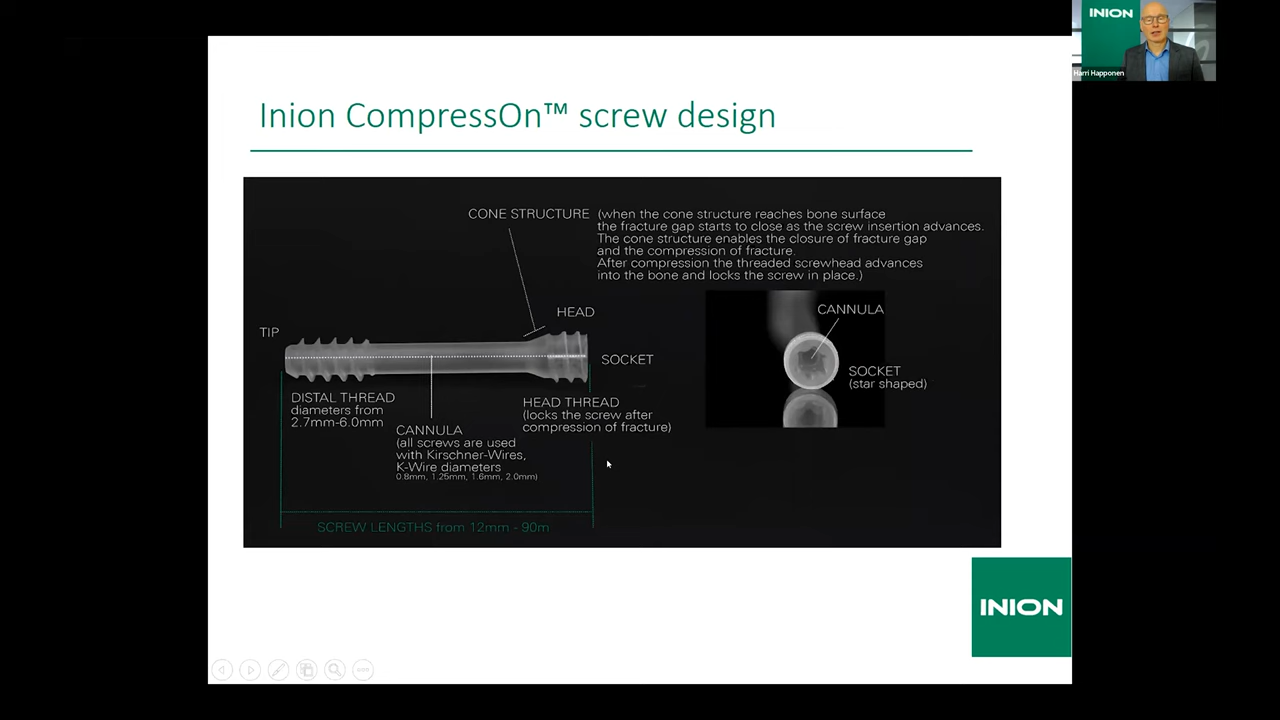 INION
Harri Happonen
Inion CompressOn™ screw design
CONE STRUCTURE (when the cone structure reaches bone surface
the fracture gap starts to close as the screw insertion advances.
The cone structure enables the closure of fracture gap
and the compression of fracture.
After compression the threaded screwhead advances
into the bone and locks the screw in place.)
HEAD
CANNULA
TIP
SOCKET
SOCKET
(star shaped)
DISTAL THREAD
diameters from
2.7mm-6.0mm
HEAD THREAD
(locks the screw after
compression of fracture)
CANNULA
(all screws are used
with Kirschner-Wires,
K-Wire diameters
0.8mm, 1.25mm, 1.6mm, 2.0mm)
SCREW LENGTHS from 12mm - 90m
INION